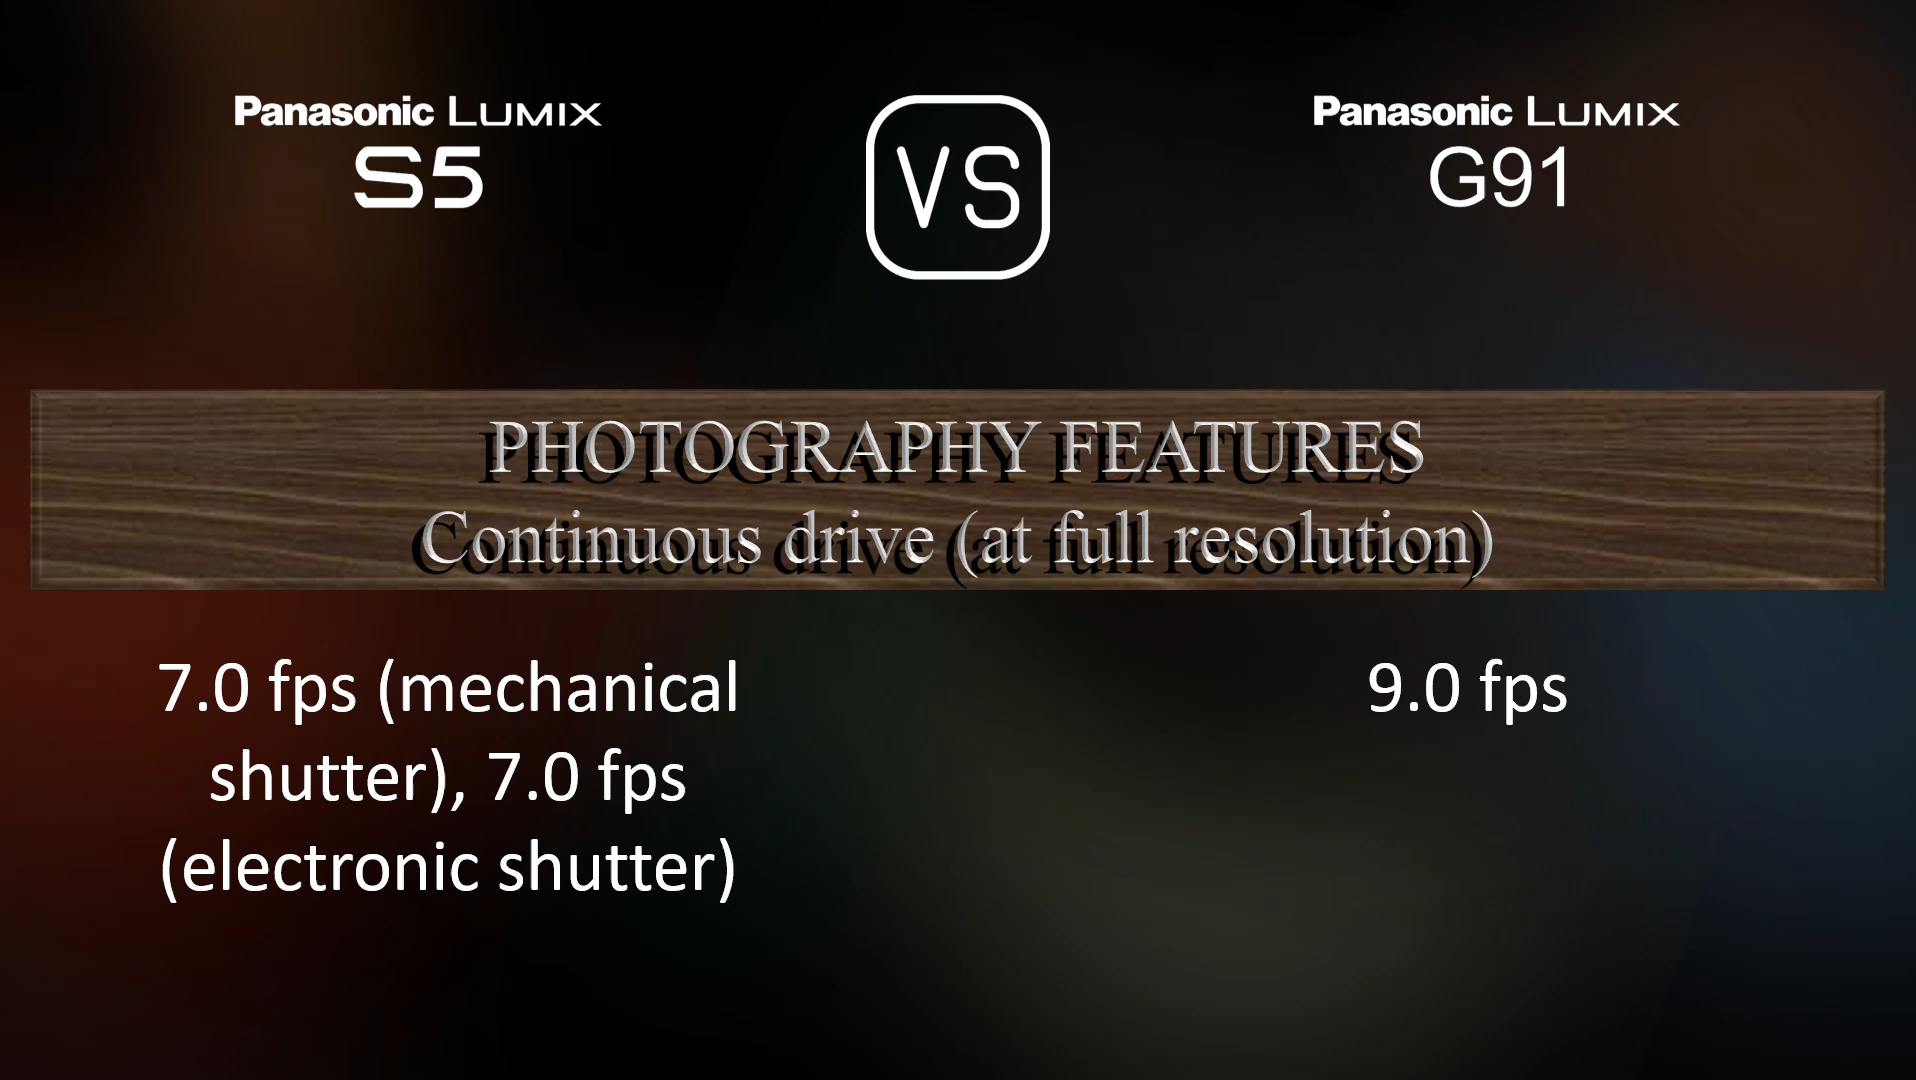 Panasonic LUMIX
S5
VS
Panasonic LUMIX
G91
PHOTOGRAPHY FEATURES
Continuous drive (at full resolution)
7.0 fps (mechanical
shutter), 7.0 fps
(electronic shutter)
9.0 fps